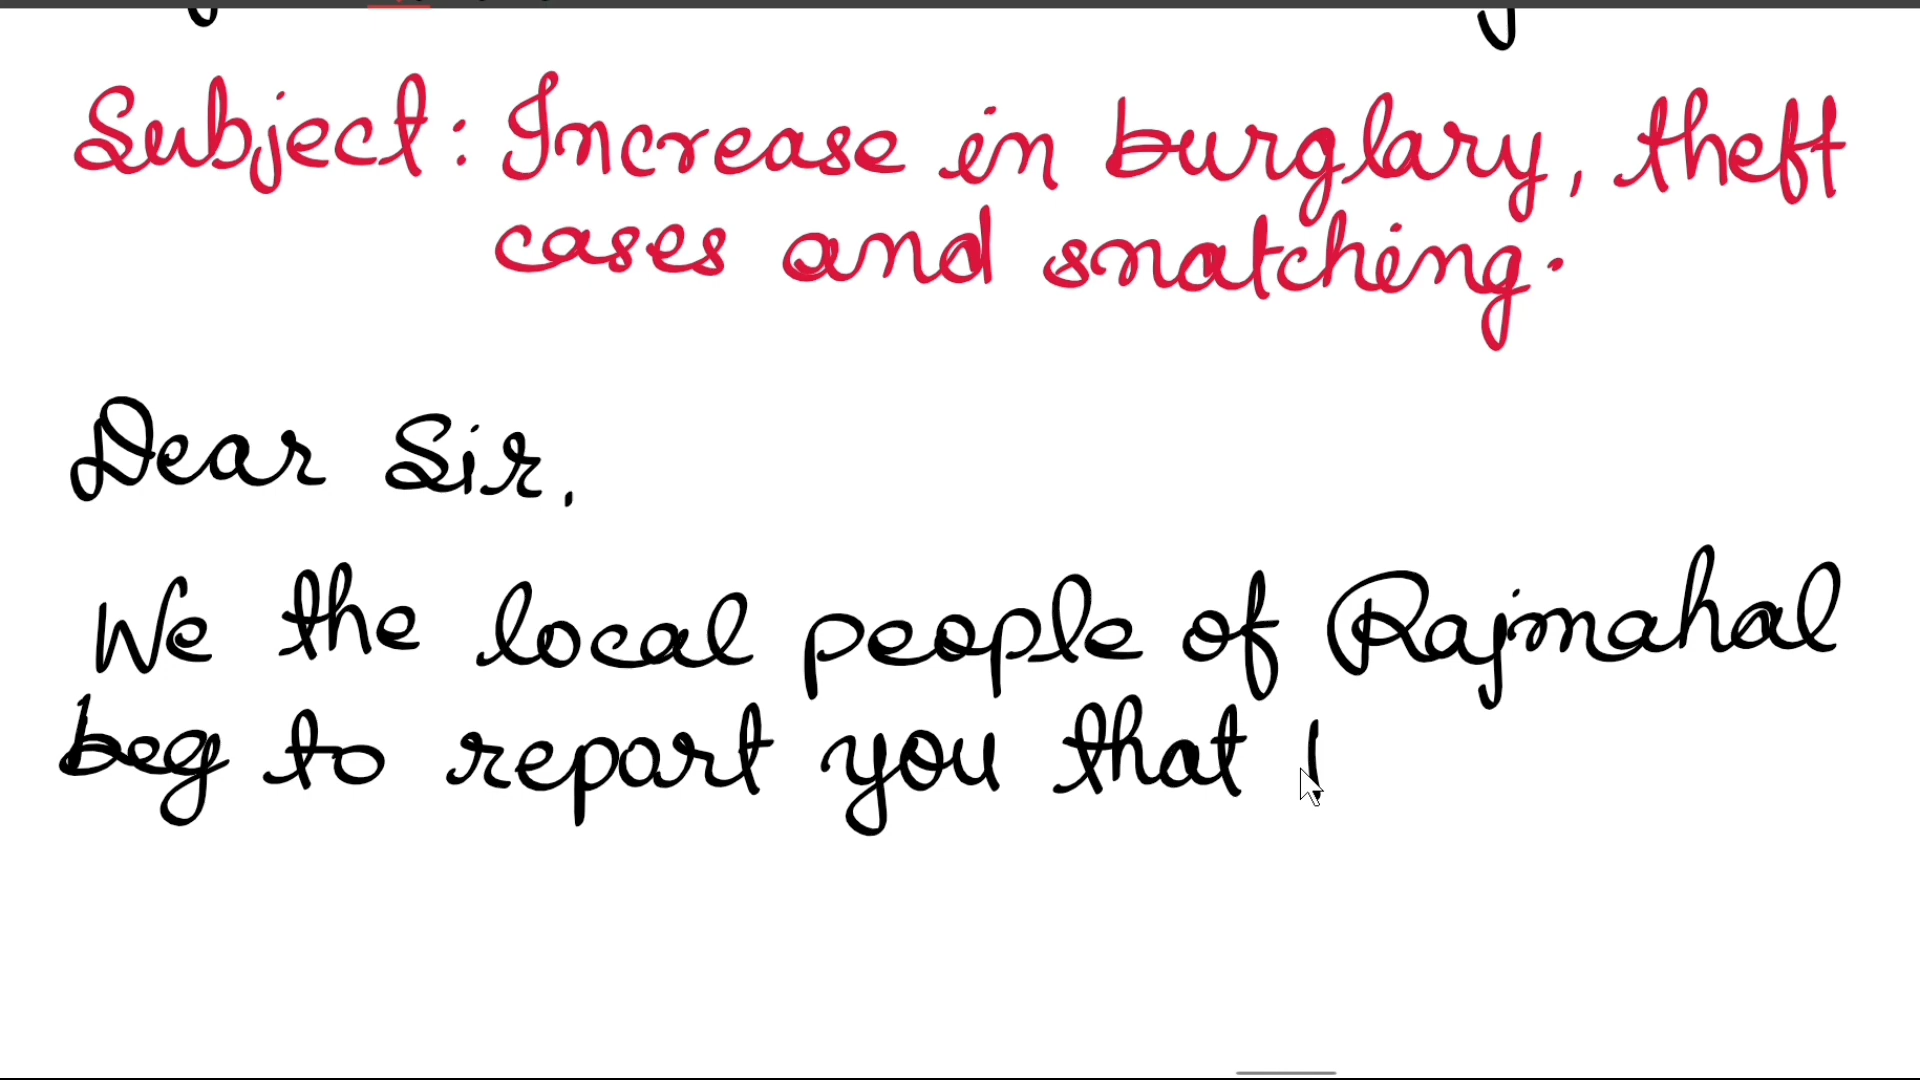 Subject: Increase in burglary, theft
cases and snatching.
Dear Sir,
We the local people of Rajmahal
beg to report you that